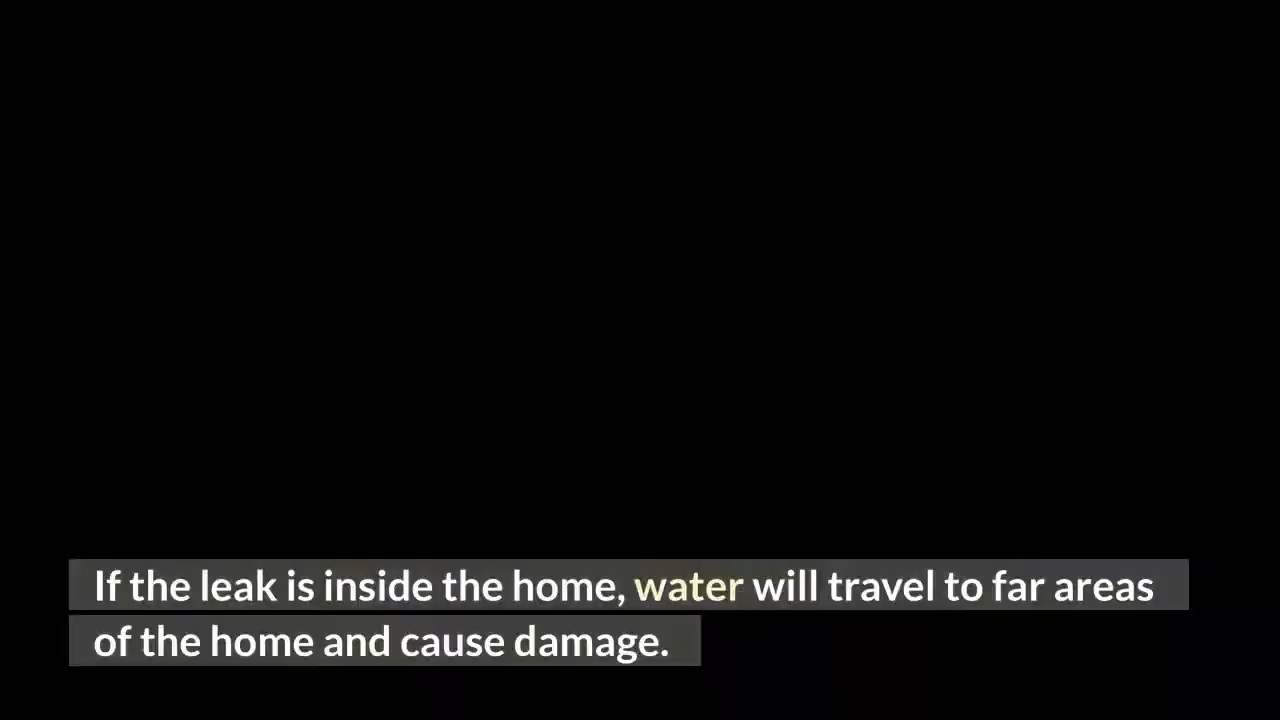 If the leak is inside the home, water will travel to far areas
of the home and cause damage.